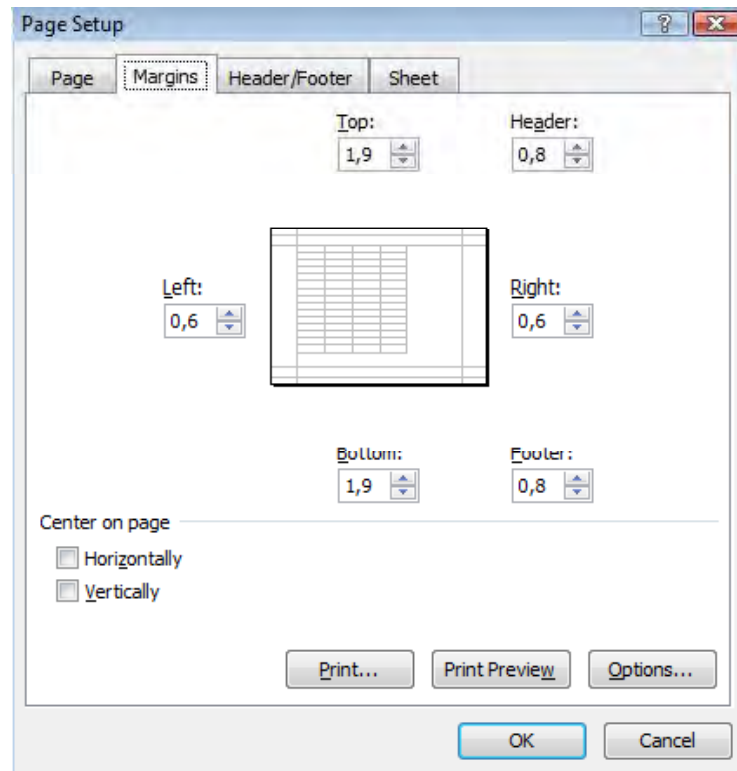 Page Setup
Page Margins Header/Footer Sheet
Top: Header:
1,9 0,8
Left: Right:
0,6 0,6
Bottom: Footer:
1,9 0,8
Center on page
Horizontally
Vertically
Print... Print Preview Options...
OK Cancel